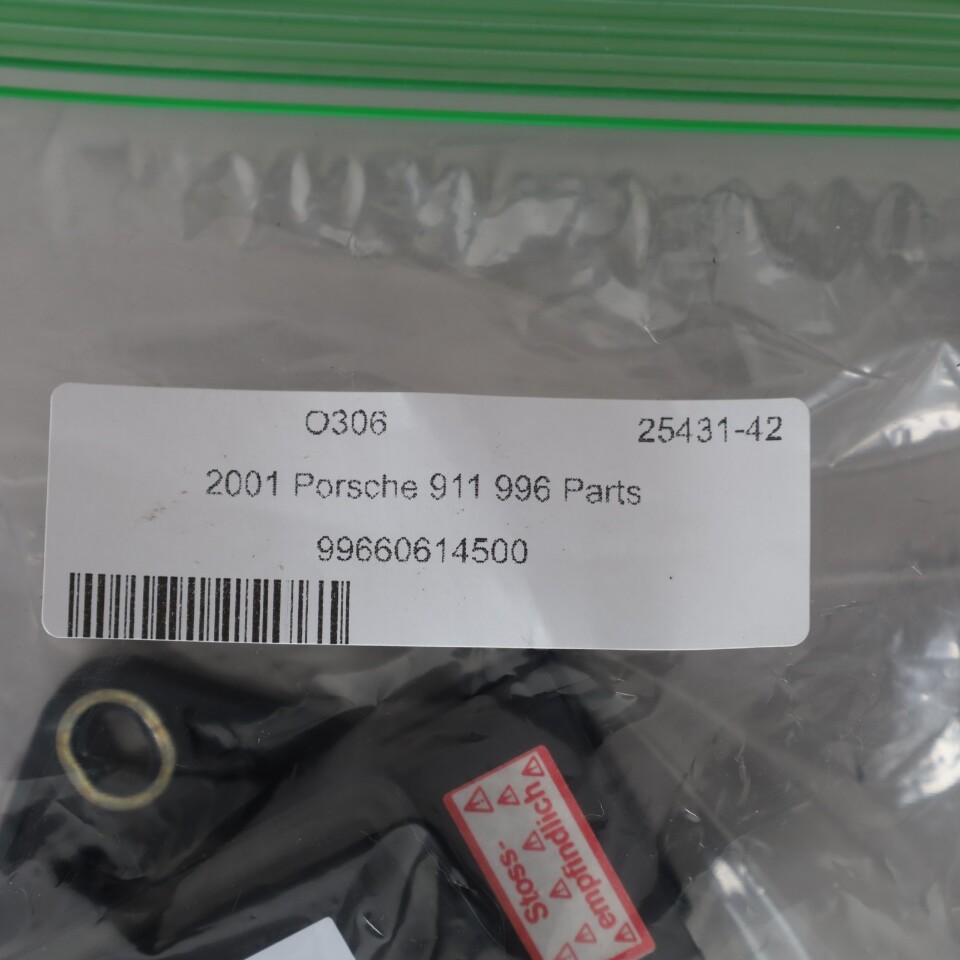 O306 25431-42
2001 Porsche 911 996 Parts
99660614500
Stoss-
empfindlich